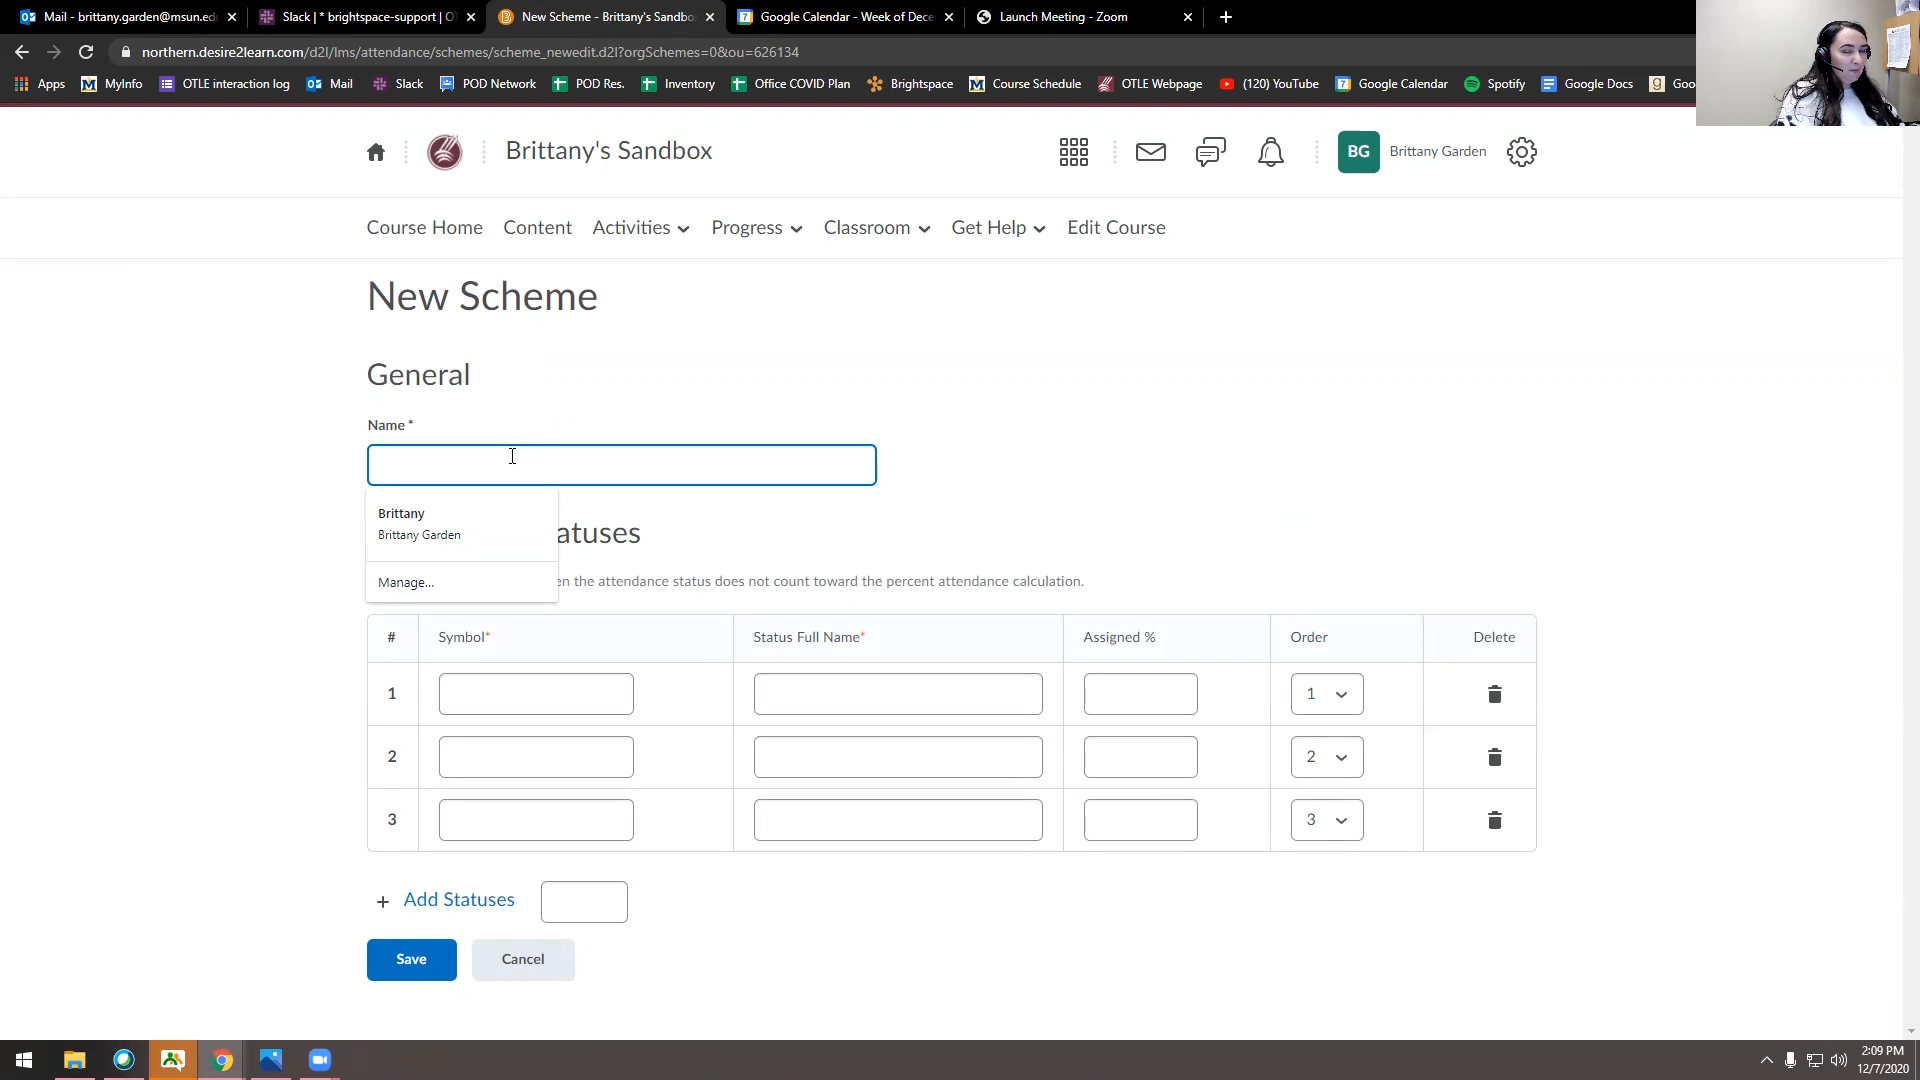 Mail - brittany.garden@msun.ed
Slack | * brightspace-support | OT
New Scheme - Brittany's Sandbo
Google Calendar - Week of Dece
Launch Meeting - Zoom
northern.desire2learn.com/d2l/lms/attendance/schemes/scheme_newedit.d2l?orgSchemes=0&ou=626134
Apps MyInfo OTLE interaction log Mail Slack POD Network POD Res. Inventory Office COVID Plan Brightspace Course Schedule OTLE Webpage (120) YouTube Google Calendar Spotify Google Docs Goo
Brittany's Sandbox
BG Brittany Garden
Course Home Content Activities Progress Classroom Get Help Edit Course
New Scheme
General
Name *
Brittany
Brittany Garden
Manage...
atuses
en the attendance status does not count toward the percent attendance calculation.
# Symbol* Status Full Name* Assigned % Order Delete
1 1
2 2
3 3
+ Add Statuses
Save Cancel
2:09 PM
12/7/2020